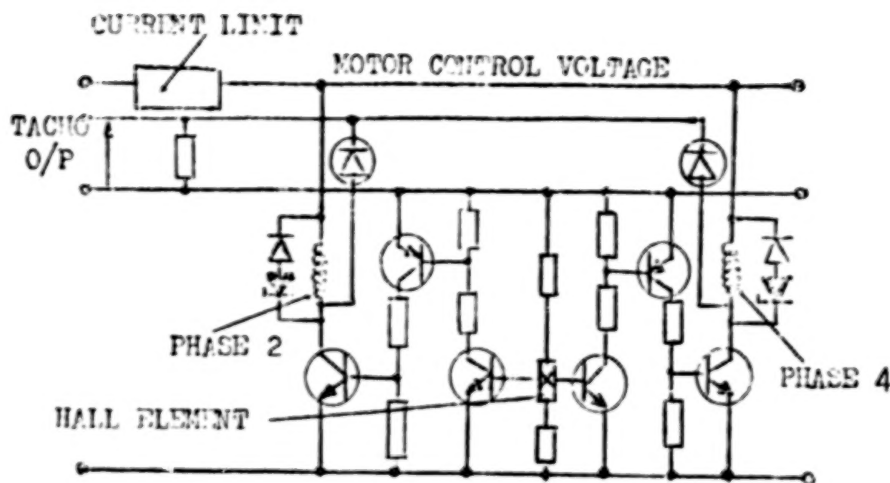 CURRENT LIMIT
MOTOR CONTROL VOLTAGE
TACHO
O/P
PHASE 2
PHASE 4
HALL ELEMENT